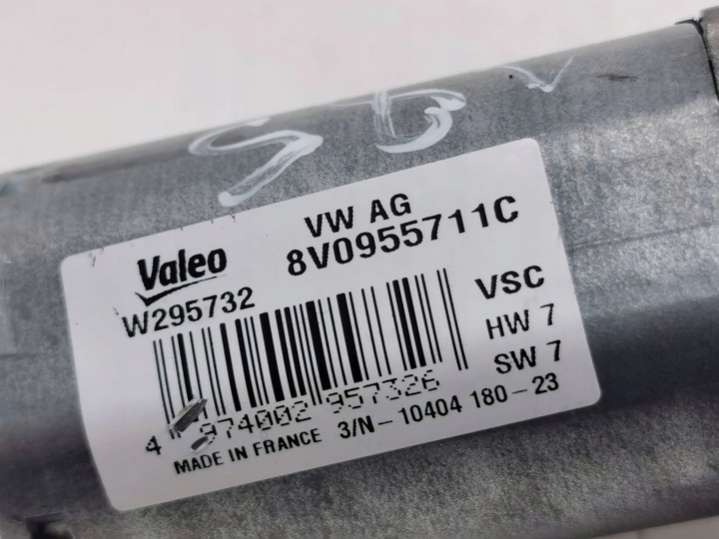 VW AG
Valeo 8V0955711C
W295732
VSC
HW 7
SW 7
4 974002 957326
MADE IN FRANCE 3/N-10404 180-23